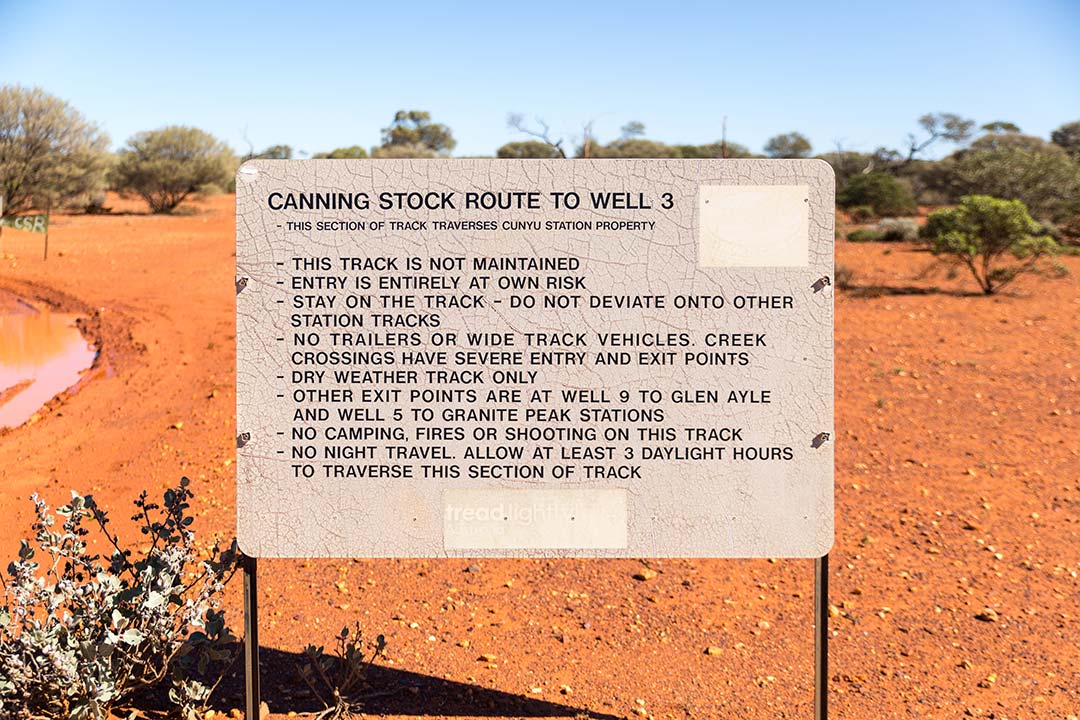 CANNING STOCK ROUTE TO WELL 3
- THIS SECTION OF TRACK TRAVERSES CUNYU STATION PROPERTY
- THIS TRACK IS NOT MAINTAINED
- ENTRY IS ENTIRELY AT OWN RISK
- STAY ON THE TRACK - DO NOT DEVIATE ONTO OTHER
STATION TRACKS
- NO TRAILERS OR WIDE TRACK VEHICLES. CREEK
CROSSINGS HAVE SEVERE ENTRY AND EXIT POINTS
- DRY WEATHER TRACK ONLY
- OTHER EXIT POINTS ARE AT WELL 9 TO GLEN AYLE
AND WELL 5 TO GRANITE PEAK STATIONS
- NO CAMPING, FIRES OR SHOOTING ON THIS TRACK
- NO NIGHT TRAVEL. ALLOW AT LEAST 3 DAYLIGHT HOURS
TO TRAVERSE THIS SECTION OF TRACK
tread lightly
CSR